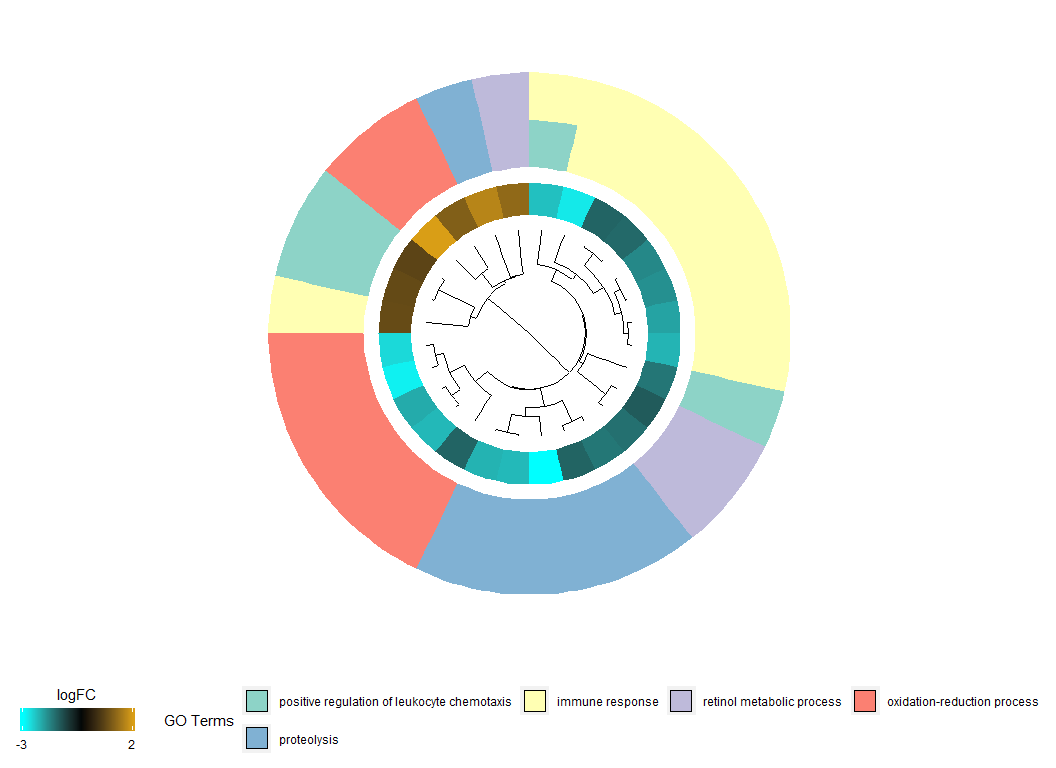 logFC
-3 2
GO Terms
positive regulation of leukocyte chemotaxis
immune response
retinol metabolic process
oxidation-reduction process
proteolysis